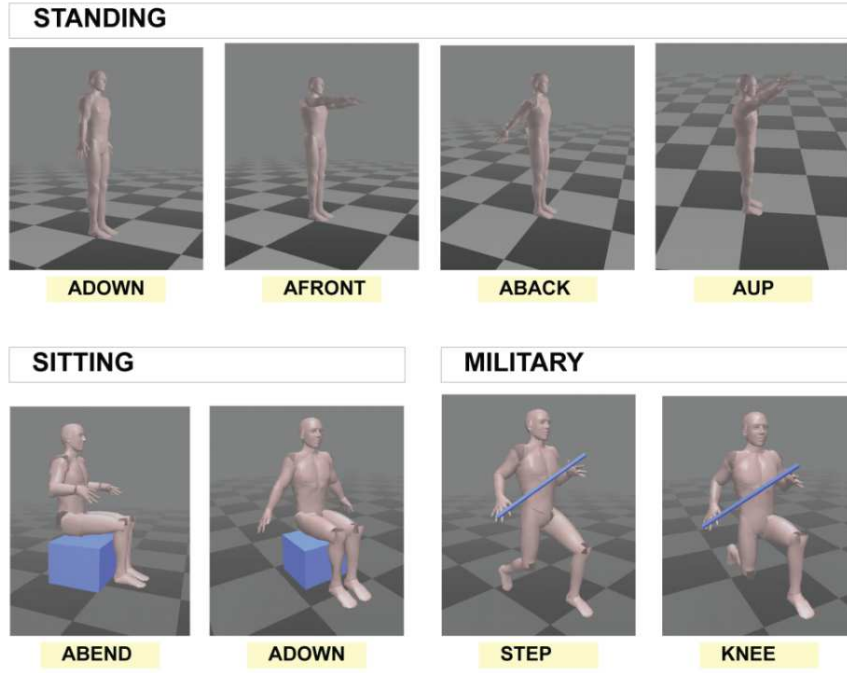 STANDING
ADOWN
AFRONT
ABACK
AUP
SITTING
MILITARY
ABEND
ADOWN
STEP
KNEE